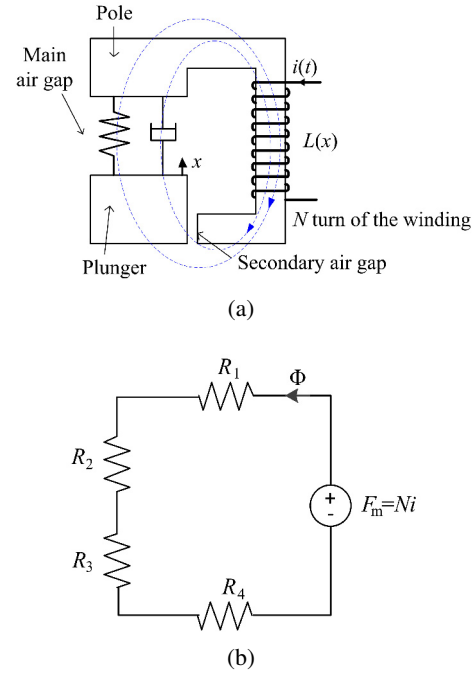 Pole
Main
air gap
i(t)
L(x)
x
N turn of the winding
Plunger
Secondary air gap
(a)
R1
Φ
R2
+
-
Fm=Ni
R3
R4
(b)